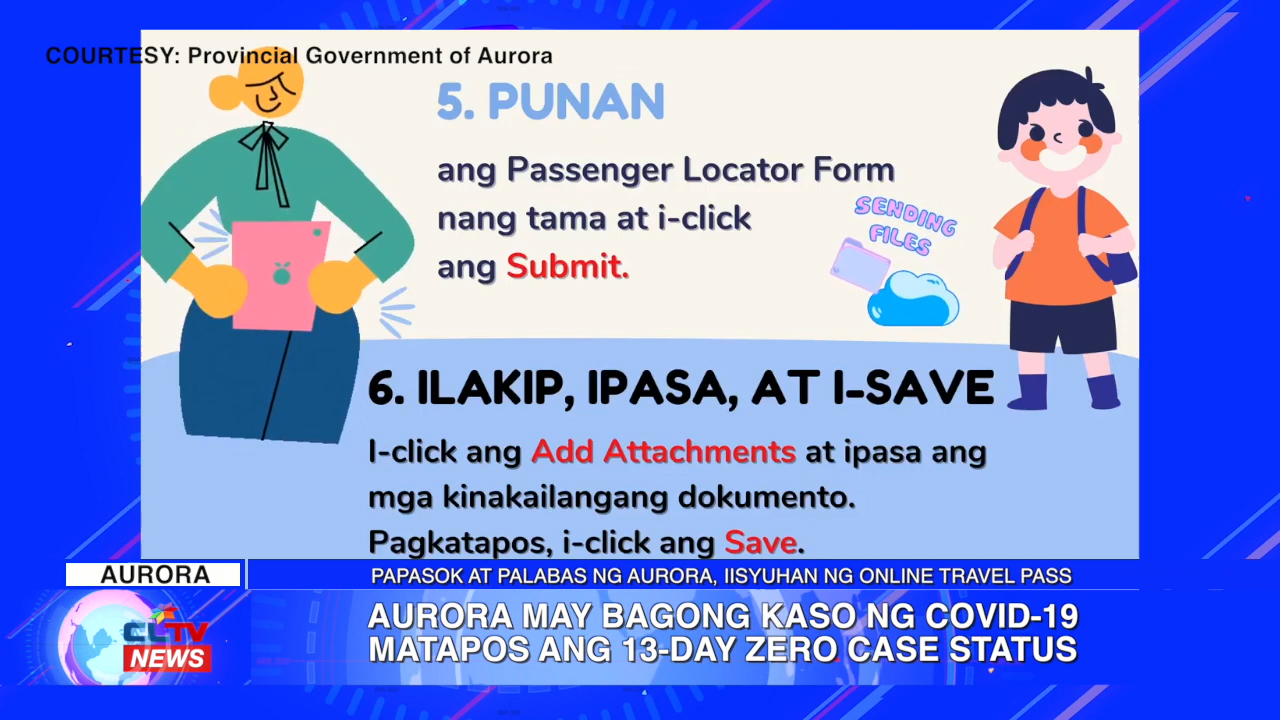 COURTESY: Provincial Government of Aurora
5. PUNAN
ang Passenger Locator Form
nang tama at i-click
ang Submit.
SENDING
FILES
6. ILAKIP, IPASA, AT I-SAVE
I-click ang Add Attachments at ipasa ang
mga kinakailangang dokumento.
Pagkatapos, i-click ang Save.
AURORA
PAPASOK AT PALABAS NG AURORA, IISYUHAN NG ONLINE TRAVEL PASS
CLTV
NEWS
AURORA MAY BAGONG KASO NG COVID-19
MATAPOS ANG 13-DAY ZERO CASE STATUS